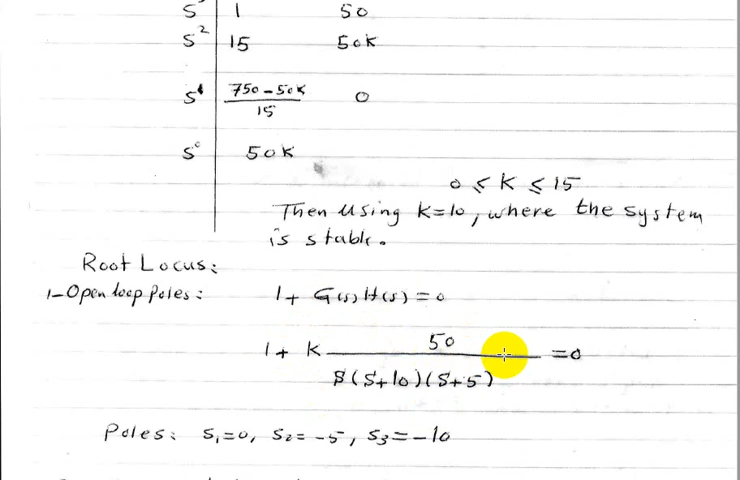 S³ | 1 50
S² | 15 50K
S¹ | (750-50K)/15 0
S⁰ | 50K
0 ≤ K ≤ 15
Then using K=10, where the system
is stable.
Root Locus:
1-Open loop Poles: 1+ G(s)H(s)=0
1+ K 50/(S(S+10)(S+5)) =0
Poles: S₁=0, S₂=-5, S₃=-10